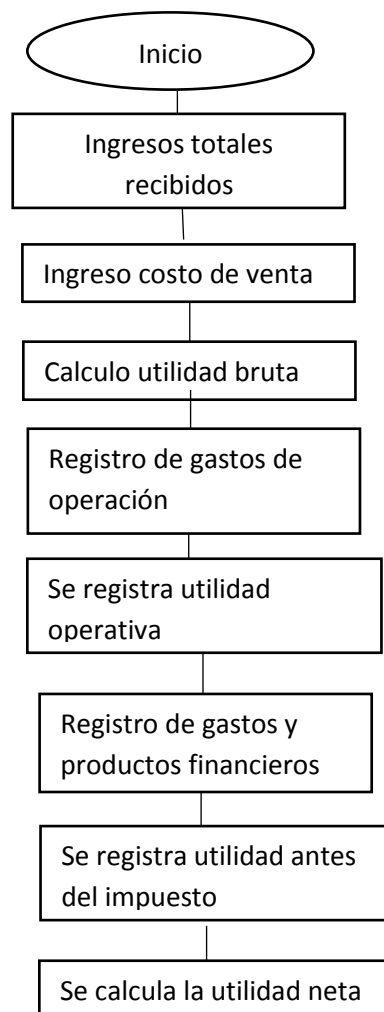 Inicio
Ingresos totales
recibidos
Ingreso costo de venta
Calculo utilidad bruta
Registro de gastos de
operación
Se registra utilidad
operativa
Registro de gastos y
productos financieros
Se registra utilidad antes
del impuesto
Se calcula la utilidad neta